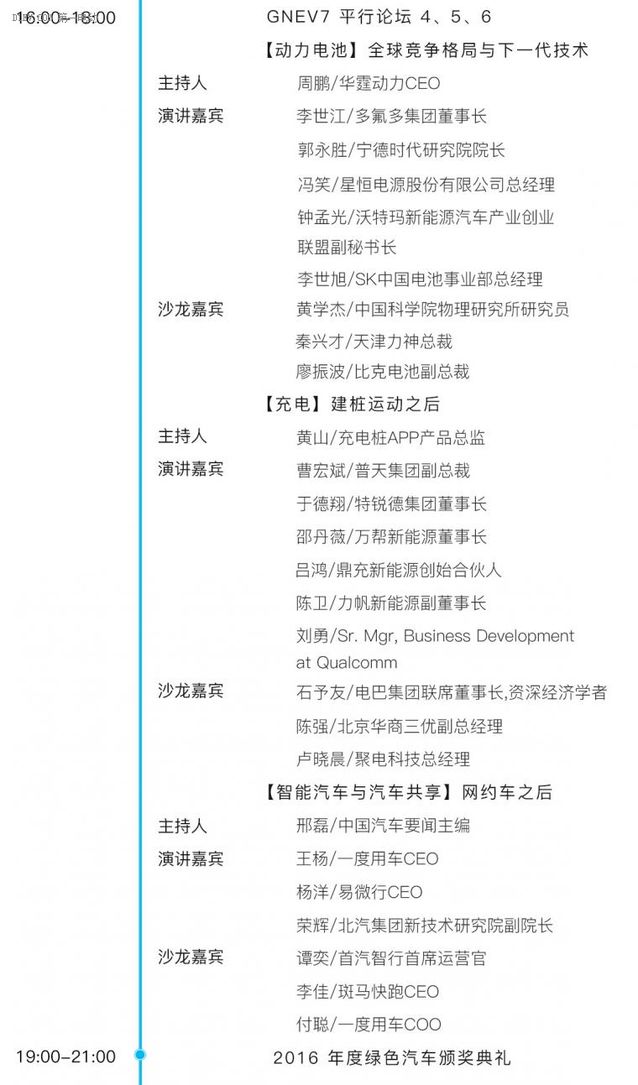 16:00-18:00 GNEV7 平行论坛 4、5、6
【动力电池】全球竞争格局与下一代技术
主持人 周鹏/华霆动力CEO
演讲嘉宾 李世江/多氟多集团董事长
郭永胜/宁德时代研究院院长
冯笑/星恒电源股份有限公司总经理
钟孟光/沃特玛新能源汽车产业创业
联盟副秘书长
李世旭/SK中国电池事业部总经理
沙龙嘉宾 黄学杰/中国科学院物理研究所研究员
秦兴才/天津力神总裁
廖振波/比克电池副总裁
【充电】建桩运动之后
主持人 黄山/充电桩APP产品总监
演讲嘉宾 曹宏斌/普天集团副总裁
于德翔/特锐德集团董事长
邵丹薇/万帮新能源董事长
吕鸿/鼎充新能源创始合伙人
陈卫/力帆新能源副董事长
刘勇/Sr. Mgr, Business Development
at Qualcomm
沙龙嘉宾 石予友/电巴集团联席董事长,资深经济学者
陈强/北京华商三优副总经理
卢晓晨/聚电科技总经理
【智能汽车与汽车共享】网约车之后
主持人 邢磊/中国汽车要闻主编
演讲嘉宾 王杨/一度用车CEO
杨洋/易微行CEO
荣辉/北汽集团新技术研究院副院长
沙龙嘉宾 谭奕/首汽智行首席运营官
李佳/斑马快跑CEO
付聪/一度用车COO
19:00-21:00 2016 年度绿色汽车颁奖典礼